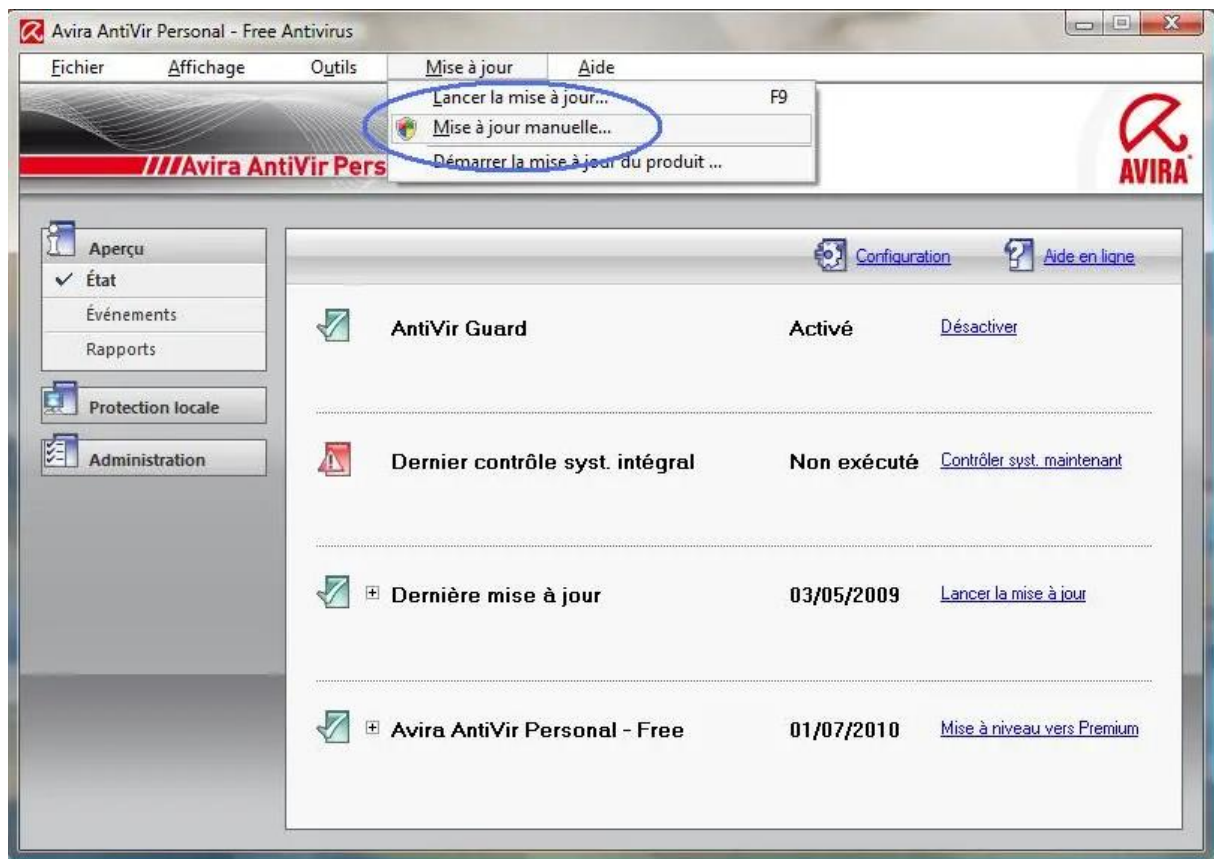 Avira AntiVir Personal - Free Antivirus
Fichier Affichage Outils Mise à jour Aide
Lancer la mise à jour... F9
Mise à jour manuelle...
Démarrer la mise à jour du produit ...
////Avira AntiVir Pers
AVIRA
Aperçu
État
Événements
Rapports
Protection locale
Administration
Configuration Aide en ligne
AntiVir Guard Activé Désactiver
Dernier contrôle syst. intégral Non exécuté Contrôler syst. maintenant
Dernière mise à jour 03/05/2009 Lancer la mise à jour
Avira AntiVir Personal - Free 01/07/2010 Mise à niveau vers Premium